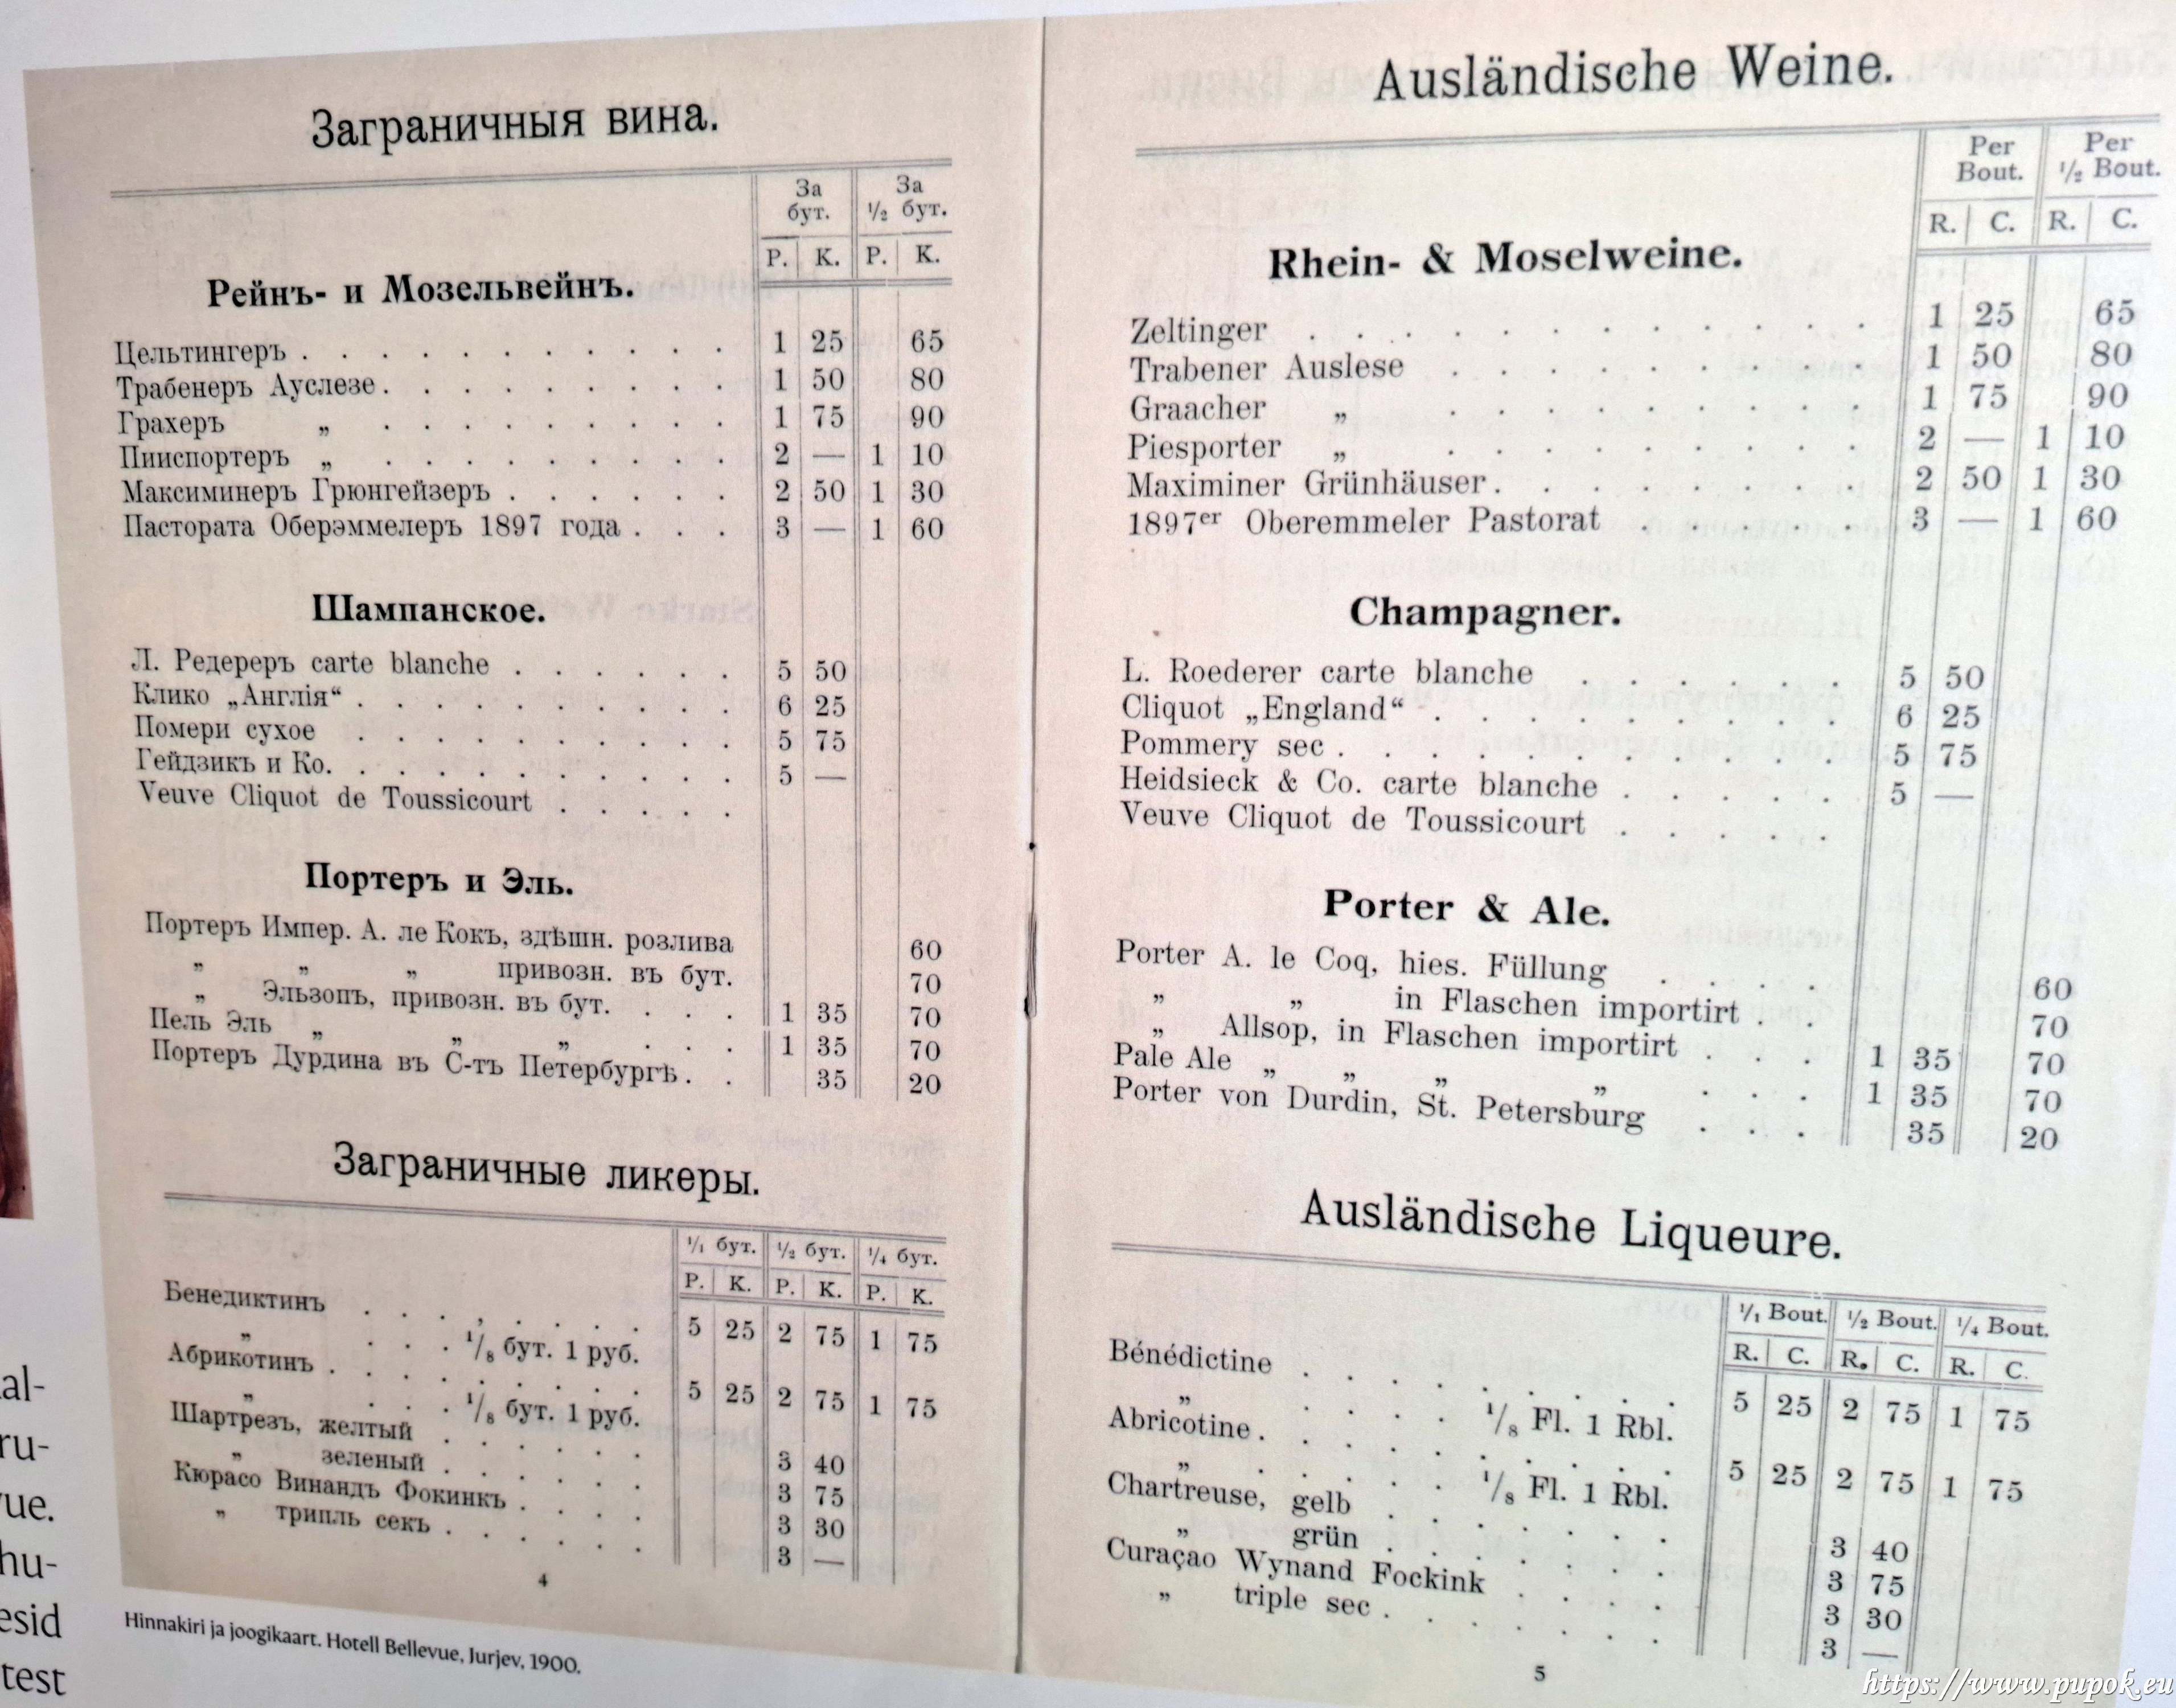 Заграничныя вина.
За бут. За 1/2 бут.
Р. К. Р. К.
Рейнъ- и Мозельвейнъ.
Цельтингеръ . . . . . . . . . . . 1 25 65
Трабенеръ Ауслезе . . . . . . . . . 1 50 80
Грахеръ „ . . . . . . . . . 1 75 90
Пииспортеръ „ . . . . . . . . . 2 — 1 10
Максиминеръ Грюнгейзеръ . . . . . . 2 50 1 30
Пастората Оберэммелеръ 1897 года . . . 3 — 1 60
Шампанское.
Л. Редереръ carte blanche . . . . . . 5 50
Клико „Англія“ . . . . . . . . . . 6 25
Помери сухое . . . . . . . . . . 5 75
Гейдзикъ и Ко. . . . . . . . . . . 5 —
Veuve Cliquot de Toussicourt . . . .
Портеръ и Эль.
Портеръ Импер. А. ле Кокъ, здѣшн. розлива 60
„ „ „ привозн. въ бут. 70
„ Эльзопъ, привозн. въ бут. . . . 1 35 70
Пель Эль „ „ „ . . . 1 35 70
Портеръ Дурдина въ С-тъ Петербургѣ . . 35 20
Заграничные ликеры.
1/1 бут. 1/2 бут. 1/4 бут.
Р. К. Р. К. Р. К.
Бенедиктинъ . . . . . . . . 5 25 2 75 1 75
„ . . . 1/8 бут. 1 руб.
Абрикотинъ . . . . . . . . . 5 25 2 75 1 75
„ . . . 1/8 бут. 1 руб.
Шартрезъ, желтый . . . . . . 3 40
„ зеленый . . . . . . 3 75
Кюрасо Винандъ Фокинкъ . . . . 3 30
„ трипль секъ . . . . . . 3 —
4
Ausländische Weine.
Per Bout. Per 1/2 Bout.
R. C. R. C.
Rhein- & Moselweine.
Zeltinger . . . . . . . . . . . . 1 25 65
Trabener Auslese . . . . . . . . . 1 50 80
Graacher „ . . . . . . . . . 1 75 90
Piesporter „ . . . . . . . . . 2 — 1 10
Maximiner Grünhäuser . . . . . . . . 2 50 1 30
1897er Oberemmeler Pastorat . . . . . 3 — 1 60
Champagner.
L. Roederer carte blanche . . . . . . 5 50
Cliquot „England“ . . . . . . . . . 6 25
Pommery sec . . . . . . . . . . . 5 75
Heidsieck & Co. carte blanche . . . . . 5 —
Veuve Cliquot de Toussicourt . . . . .
Porter & Ale.
Porter A. le Coq, hies. Füllung . . . . 60
„ „ in Flaschen importirt . . 70
„ Allsop, in Flaschen importirt . . . 1 35 70
Pale Ale „ „ „ „ . . . 1 35 70
Porter von Durdin, St. Petersburg . . . 35 20
Ausländische Liqueure.
1/1 Bout. 1/2 Bout. 1/4 Bout.
R. C. R. C. R. C.
Bénédictine . . . . . . . . . 5 25 2 75 1 75
„ . . . . 1/8 Fl. 1 Rbl.
Abricotine . . . . . . . . . . 5 25 2 75 1 75
„ . . . . . 1/8 Fl. 1 Rbl.
Chartreuse, gelb . . . . . . . 3 40
„ grün . . . . . . . 3 75
Curaçao Wynand Fockink . . . . 3 30
„ triple sec . . . . . . . 3 —
5
al-
ru-
vue.
hu-
esid
test
Hinnakiri ja joogikaart. Hotell Bellevue, Jurjev, 1900.
https://www.pupok.eu